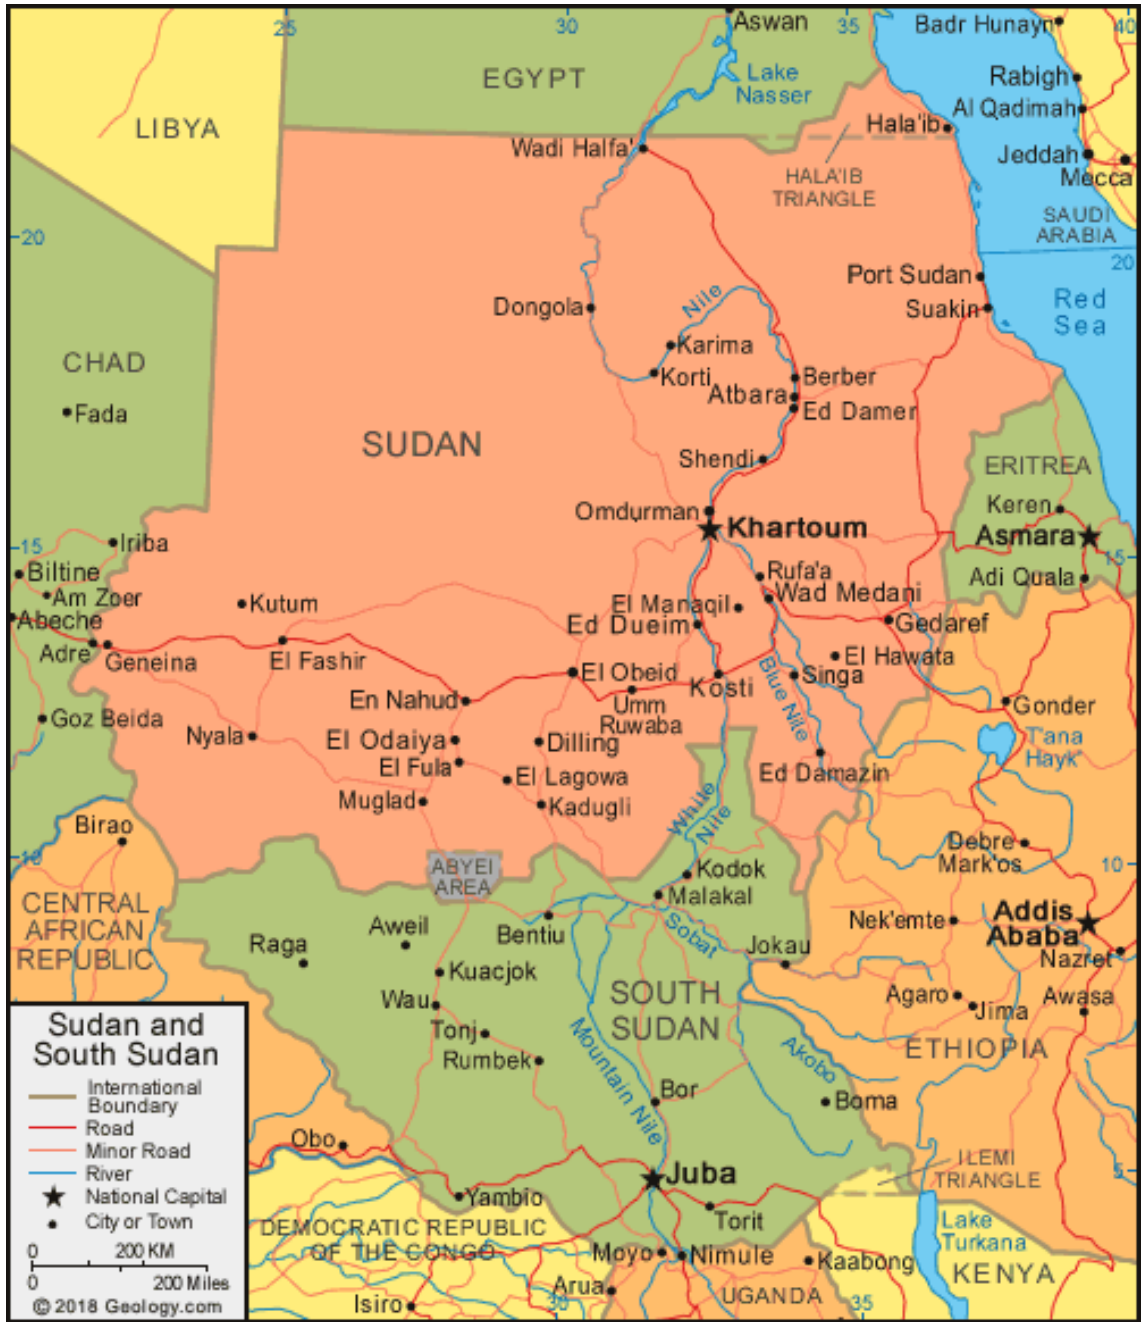 25
30
35
40
Aswan
Badr Hunayn
EGYPT
Lake
Nasser
Rabigh
Al Qadimah
LIBYA
Hala'ib
Wadi Halfa'
Jeddah
Mecca
HALA'IB
TRIANGLE
SAUDI
ARABIA
20
20
Port Sudan
Suakin
Red
Sea
Dongola
Nile
Karima
Korti
CHAD
Fada
Berber
Atbara
Ed Damer
SUDAN
Shendi
ERITREA
Keren
Omdurman
Khartoum
Asmara
15
15
Iriba
Biltine
Am Zoer
Abeche
Adi Quala
Rufa'a
Wad Medani
El Manaqil
Ed Dueim
Kutum
Gedaref
Adre
Geneina
El Fashir
El Obeid
El Hawata
Singa
Kosti
Blue Nile
En Nahud
Umm
Ruwaba
Gonder
T'ana
Hayk'
Goz Beida
Nyala
El Odaiya
Dilling
El Fula
El Lagowa
Ed Damazin
Muglad
Kadugli
White
Nile
Birao
Debre
Mark'os
10
10
ABYEI
AREA
Kodok
Malakal
CENTRAL
AFRICAN
REPUBLIC
Aweil
Bentiu
Sobat
Nek'emte
Addis
Ababa
Raga
Jokau
Nazret
Kuacjok
Wau
SOUTH
SUDAN
Agaro
Jima
Awasa
Tonj
Rumbek
Mountain Nile
Akobo
ETHIOPIA
Bor
Boma
Obo
Juba
ILEMI
TRIANGLE
5
Yambio
Torit
DEMOCRATIC REPUBLIC
OF THE CONGO
Lake
Turkana
Moyo
Nimule
Kaabong
KENYA
Arua
UGANDA
Isiro
30
35
Sudan and
South Sudan
International
Boundary
Road
Minor Road
River
National Capital
City or Town
0
200 KM
0
200 Miles
© 2018 Geology.com